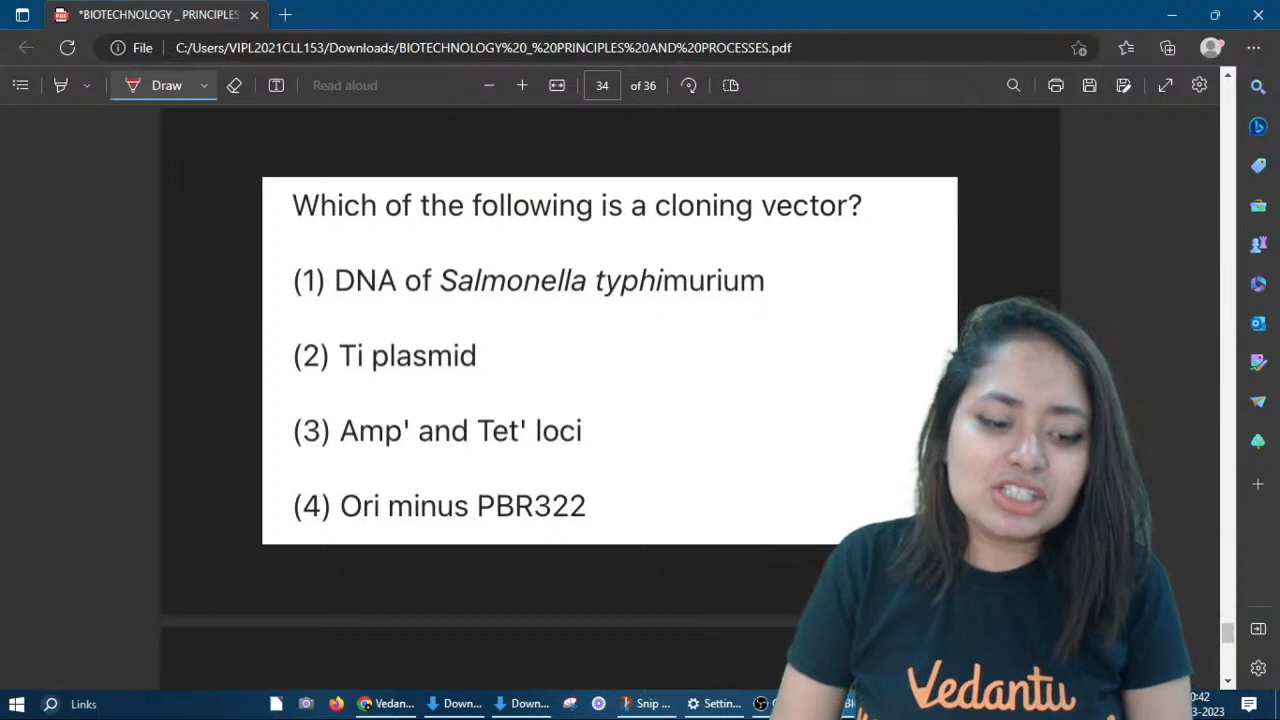 *BIOTECHNOLOGY _ PRINCIPLES
File C:/Users/VIPL2021CLL153/Downloads/BIOTECHNOLOGY%20_%20PRINCIPLES%20AND%20PROCESSES.pdf
Draw Read aloud 34 of 36
Which of the following is a cloning vector?
(1) DNA of Salmonella typhimurium
(2) Ti plasmid
(3) Amp' and Tet' loci
(4) Ori minus PBR322
Vedantu
Links Vedan... Down... Down... Snip ... Settin... :42
-2023